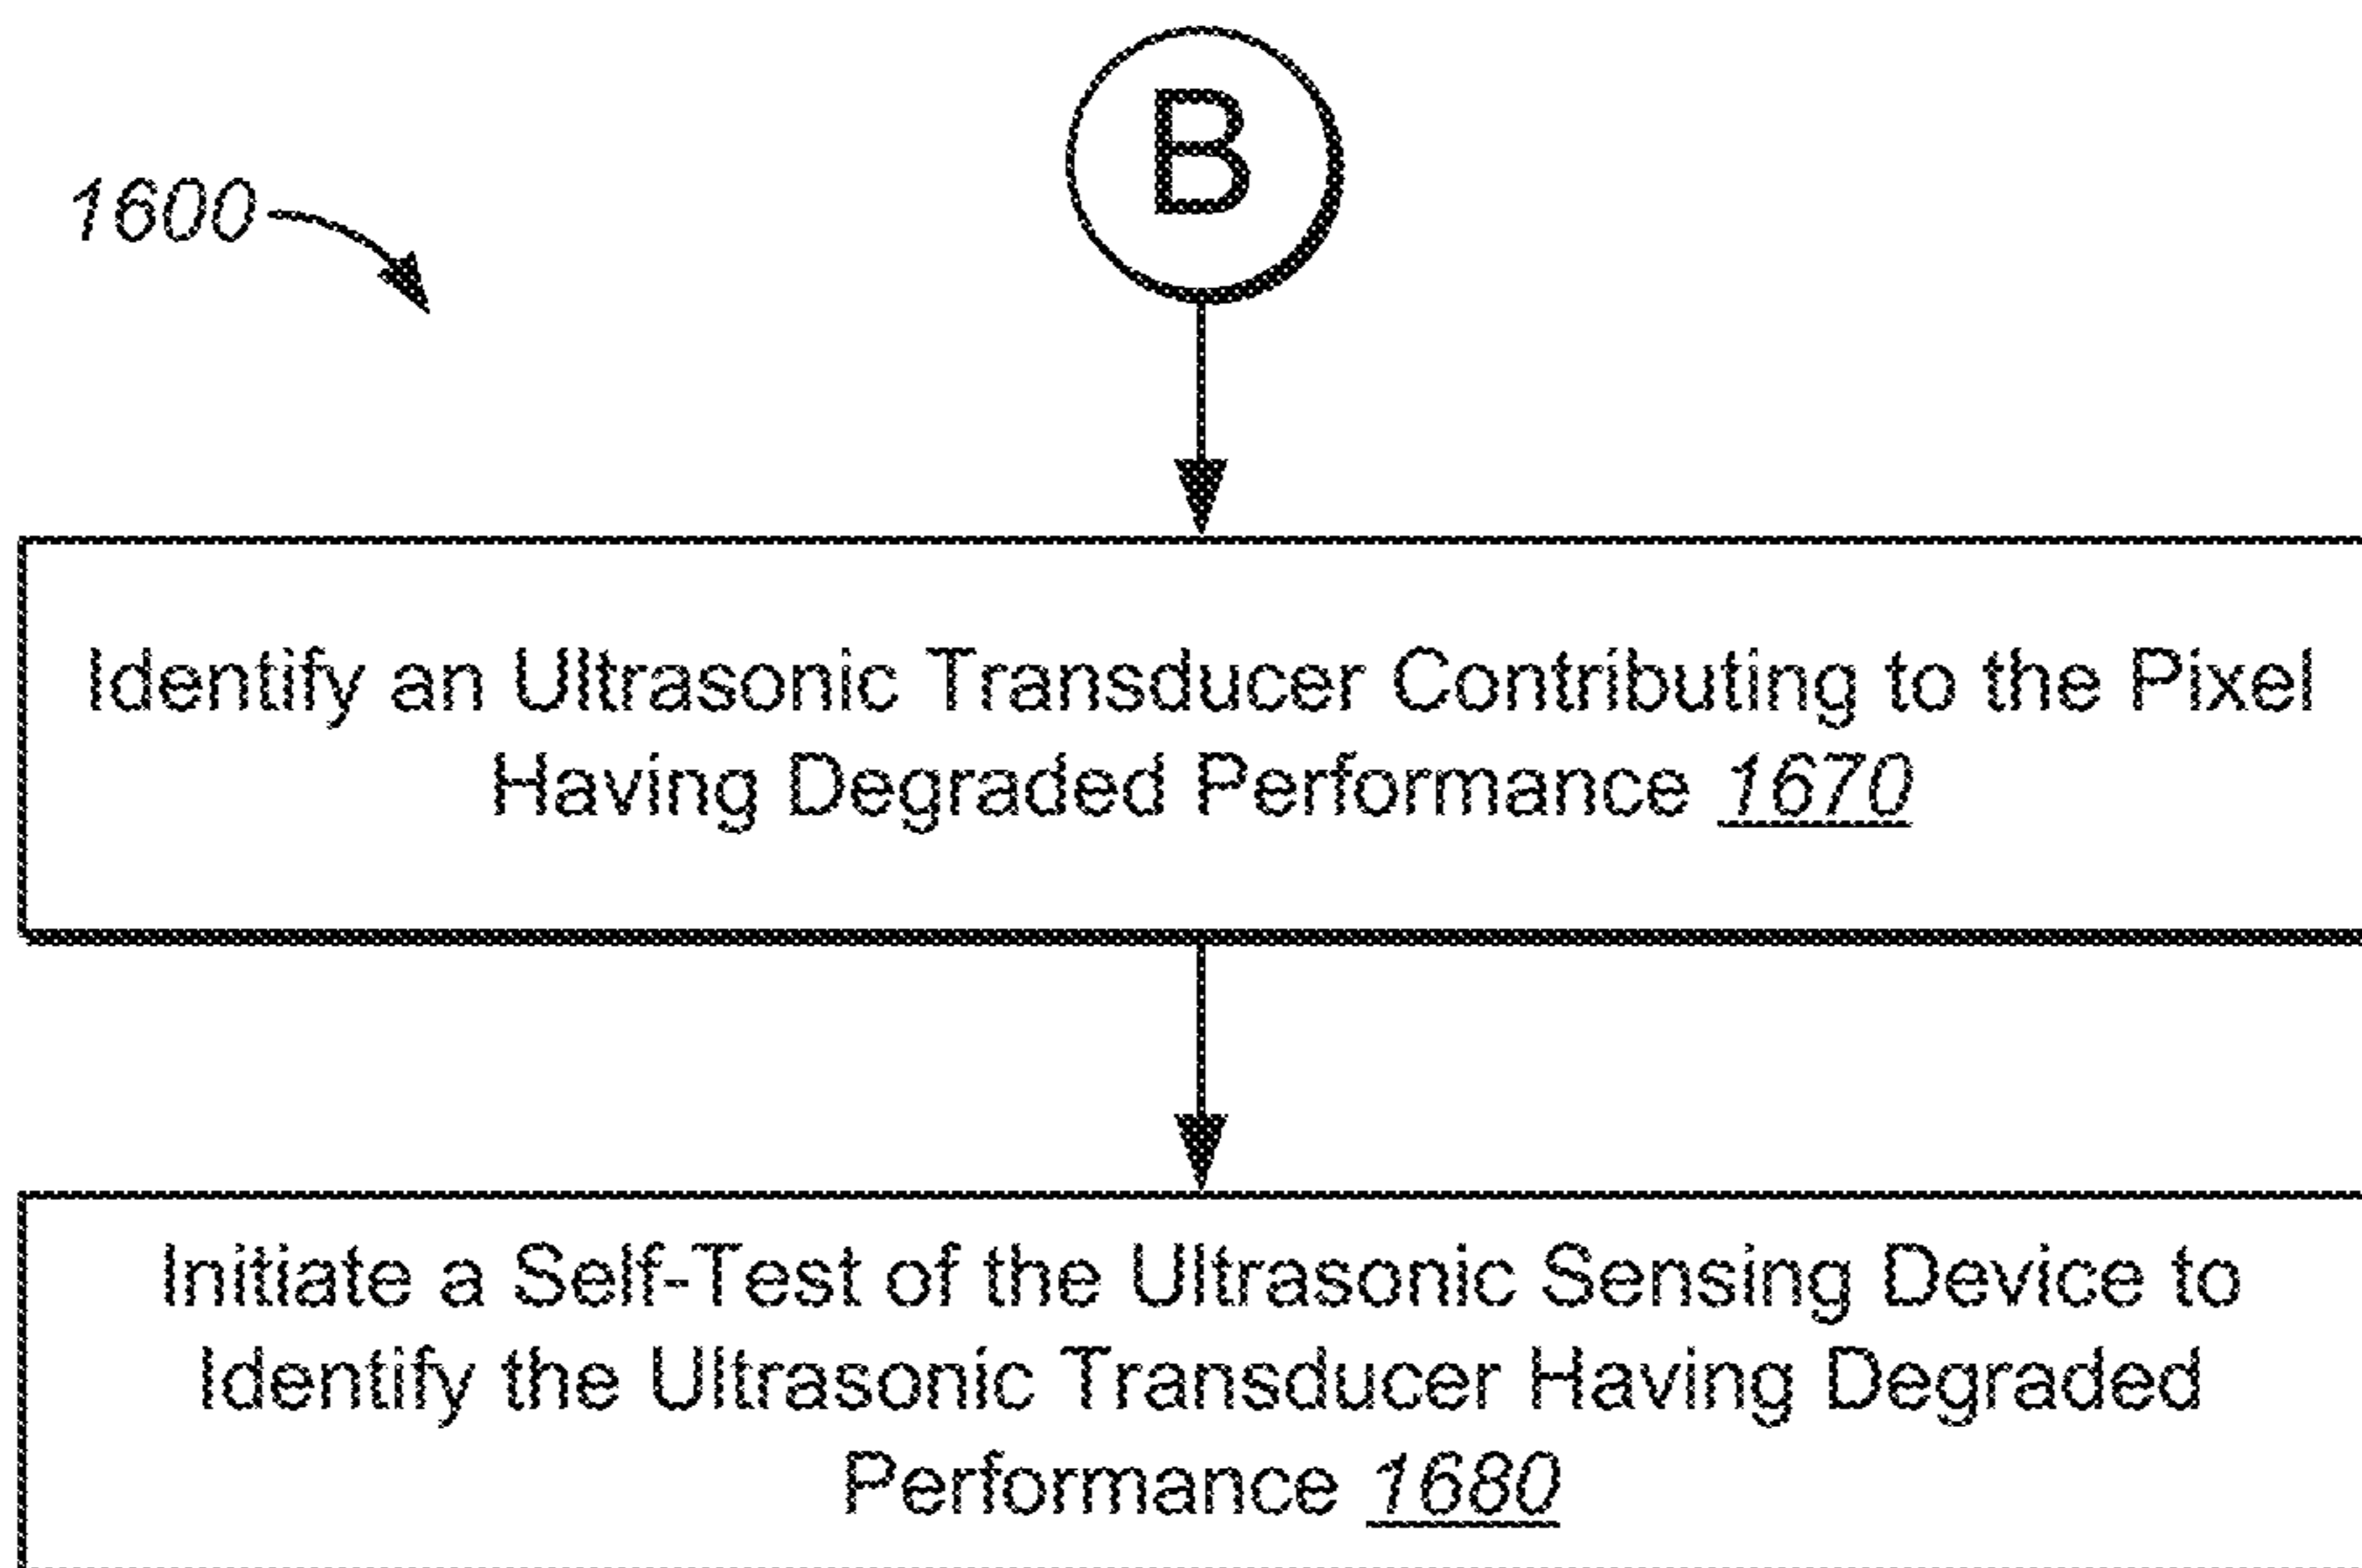 B
1600
Identify an Ultrasonic Transducer Contributing to the Pixel
Having Degraded Performance 1670
Initiate a Self-Test of the Ultrasonic Sensing Device to
Identify the Ultrasonic Transducer Having Degraded
Performance 1680